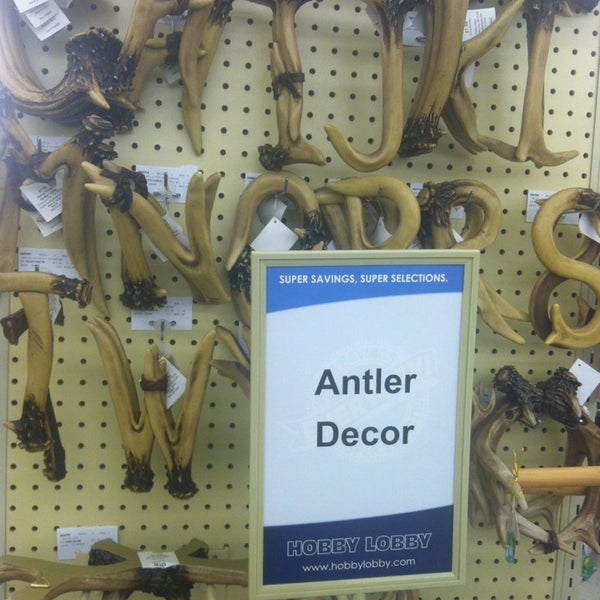 G H I J K L
M N O P R S
T W
SUPER SAVINGS, SUPER SELECTIONS.
Antler
Decor
HOBBY LOBBY
www.hobbylobby.com